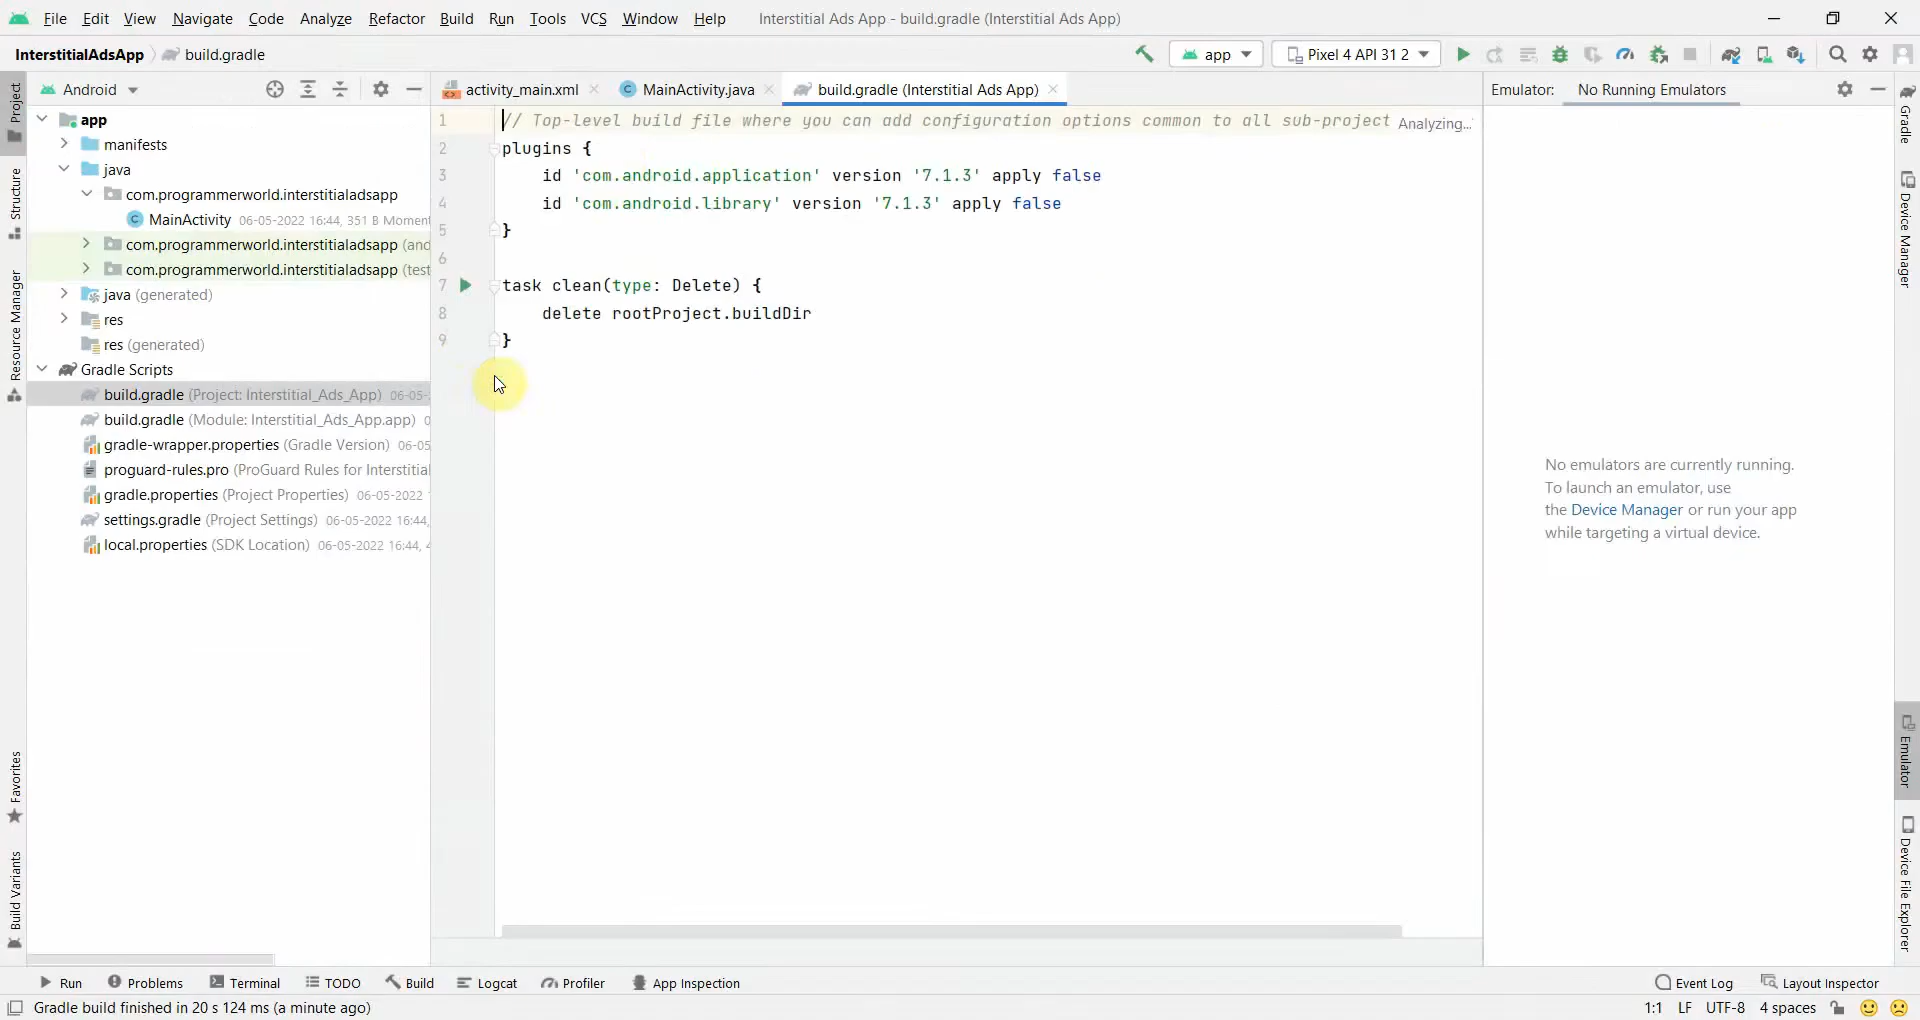 File Edit View Navigate Code Analyze Refactor Build Run Tools VCS Window Help Interstitial Ads App - build.gradle (Interstitial Ads App)
InterstitialAdsApp build.gradle app Pixel 4 API 31 2
Android activity_main.xml MainActivity.java build.gradle (Interstitial Ads App) Emulator: No Running Emulators
app
manifests
java
com.programmerworld.interstitialadsapp
MainActivity 06-05-2022 16:44, 351 B Moment
com.programmerworld.interstitialadsapp (and
com.programmerworld.interstitialadsapp (test
java (generated)
res
res (generated)
Gradle Scripts
build.gradle (Project: Interstitial_Ads_App) 06-05-
build.gradle (Module: Interstitial_Ads_App.app) 0
gradle-wrapper.properties (Gradle Version) 06-05
proguard-rules.pro (ProGuard Rules for Interstitial
gradle.properties (Project Properties) 06-05-2022
settings.gradle (Project Settings) 06-05-2022 16:44,
local.properties (SDK Location) 06-05-2022 16:44, 4
1 // Top-level build file where you can add configuration options common to all sub-project Analyzing...
2 plugins {
3 id 'com.android.application' version '7.1.3' apply false
4 id 'com.android.library' version '7.1.3' apply false
5 }
6
7 task clean(type: Delete) {
8 delete rootProject.buildDir
9 }
No emulators are currently running.
To launch an emulator, use
the Device Manager or run your app
while targeting a virtual device.
Project
Structure
Resource Manager
Favorites
Build Variants
Gradle
Device Manager
Emulator
Device File Explorer
Run Problems Terminal TODO Build Logcat Profiler App Inspection Event Log Layout Inspector
Gradle build finished in 20 s 124 ms (a minute ago) 1:1 LF UTF-8 4 spaces